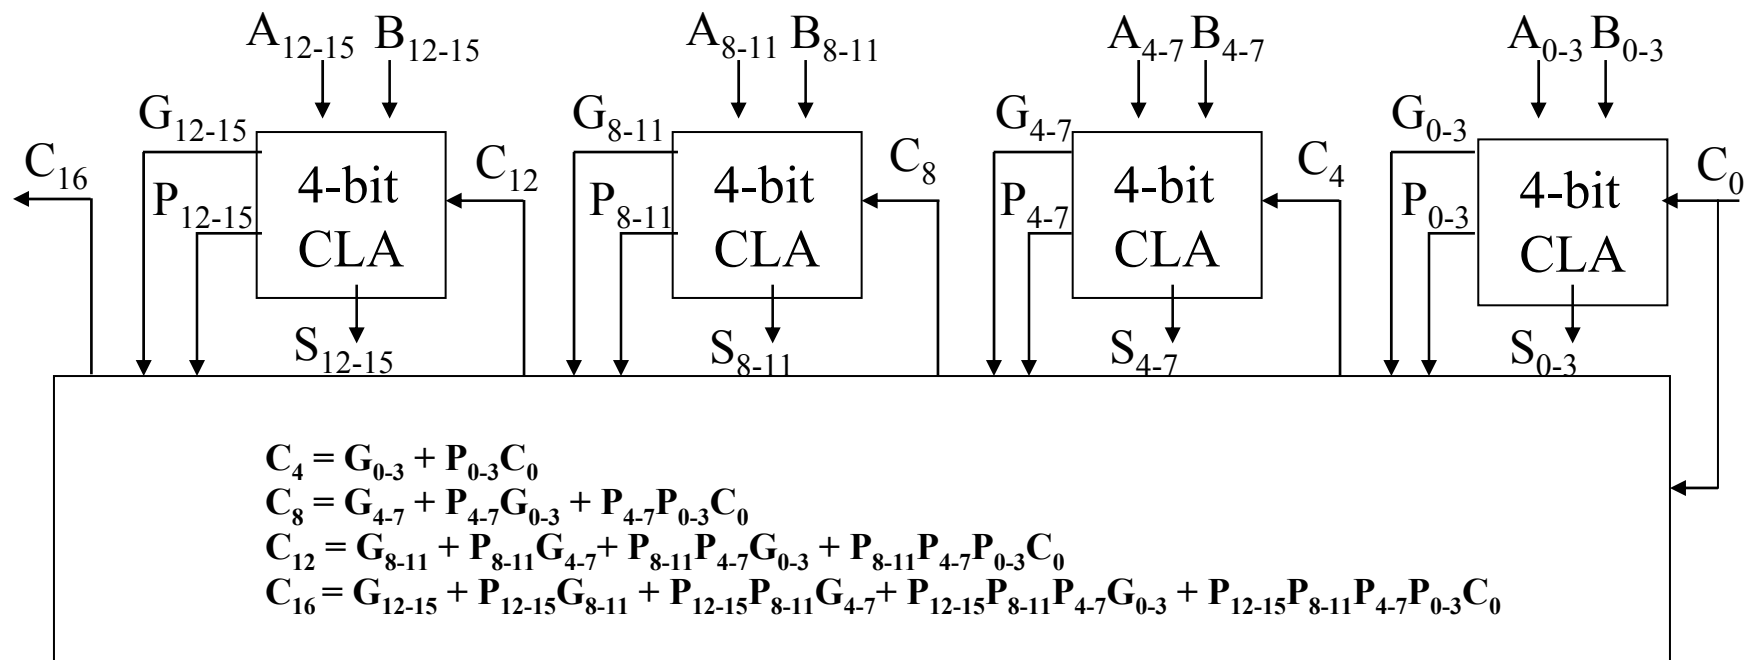 A12-15 B12-15 A8-11 B8-11 A4-7 B4-7 A0-3 B0-3
G12-15 G8-11 G4-7 G0-3
C16 4-bit C12 4-bit C8 4-bit C4 4-bit C0
P12-15 CLA P8-11 CLA P4-7 CLA P0-3 CLA
S12-15 S8-11 S4-7 S0-3
C4 = G0-3 + P0-3C0
C8 = G4-7 + P4-7G0-3 + P4-7P0-3C0
C12 = G8-11 + P8-11G4-7+ P8-11P4-7G0-3 + P8-11P4-7P0-3C0
C16 = G12-15 + P12-15G8-11 + P12-15P8-11G4-7+ P12-15P8-11P4-7G0-3 + P12-15P8-11P4-7P0-3C0